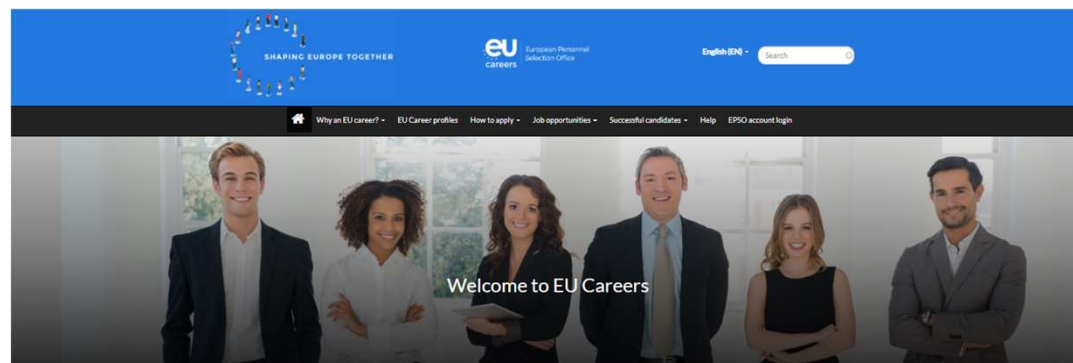 SHAPING EUROPE TOGETHER
eu
careers
European Personnel
Selection Office
English (EN)
Search
Why an EU career?
EU Career profiles
How to apply
Job opportunities
Successful candidates
Help
EPSO account login
Welcome to EU Careers